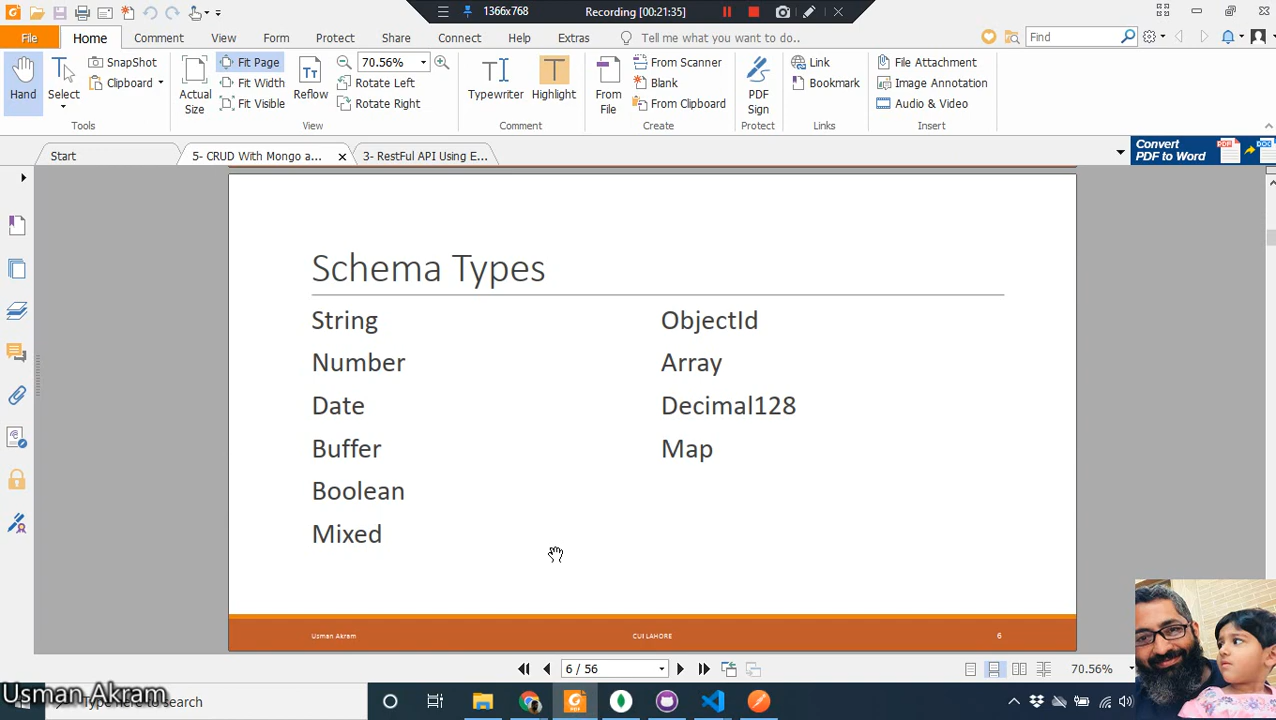 1366x768
Recording [00:21:35]
File
Home
Comment
View
Form
Protect
Share
Connect
Help
Extras
Tell me what you want to do..
Find
Hand
Select
SnapShot
Clipboard
Tools
Actual Size
Fit Page
Fit Width
Fit Visible
Reflow
70.56%
Rotate Left
Rotate Right
View
Typewriter
Highlight
Comment
From File
From Scanner
Blank
From Clipboard
Create
PDF Sign
Protect
Link
Bookmark
Links
File Attachment
Image Annotation
Audio & Video
Insert
Start
5- CRUD With Mongo a...
3- RestFul API Using E...
Convert
PDF to Word
Schema Types
String
Number
Date
Buffer
Boolean
Mixed
ObjectId
Array
Decimal128
Map
Usman Akram
CUI LAHORE
6
6 / 56
70.56%
Usman Akram
Type here to search